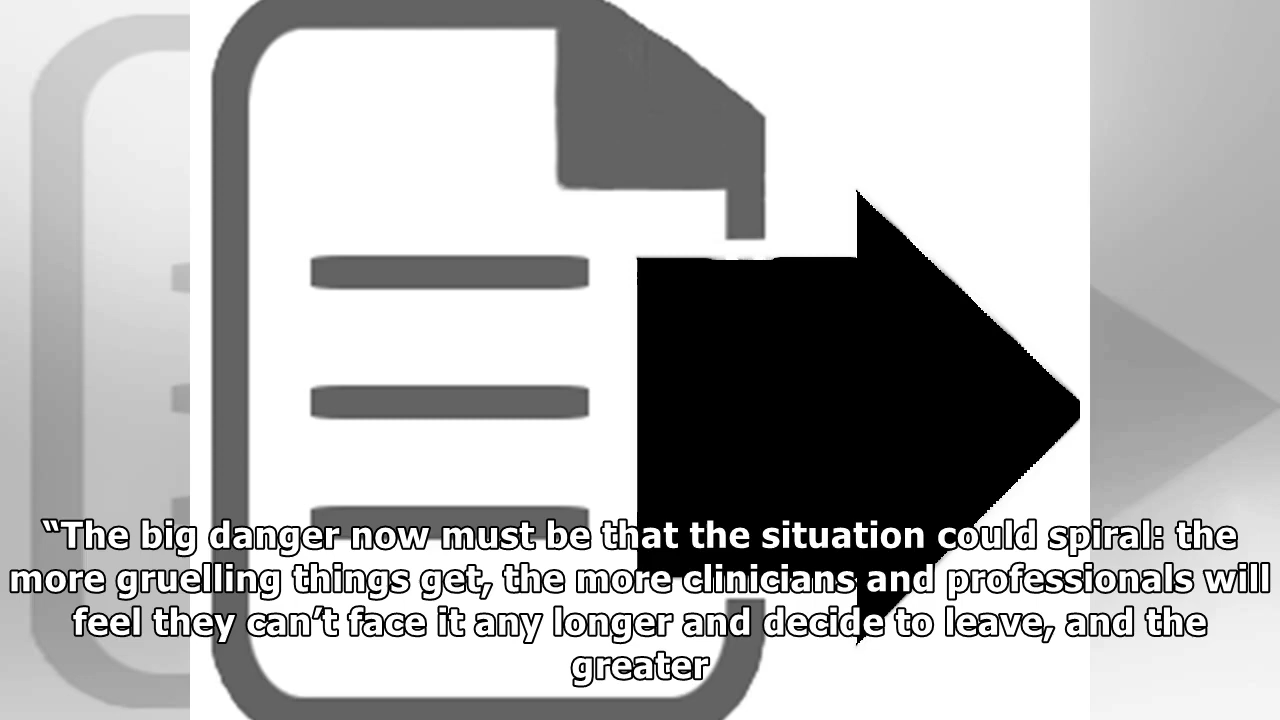 “The big danger now must be that the situation could spiral: the
more gruelling things get, the more clinicians and professionals will
feel they can’t face it any longer and decide to leave, and the
greater